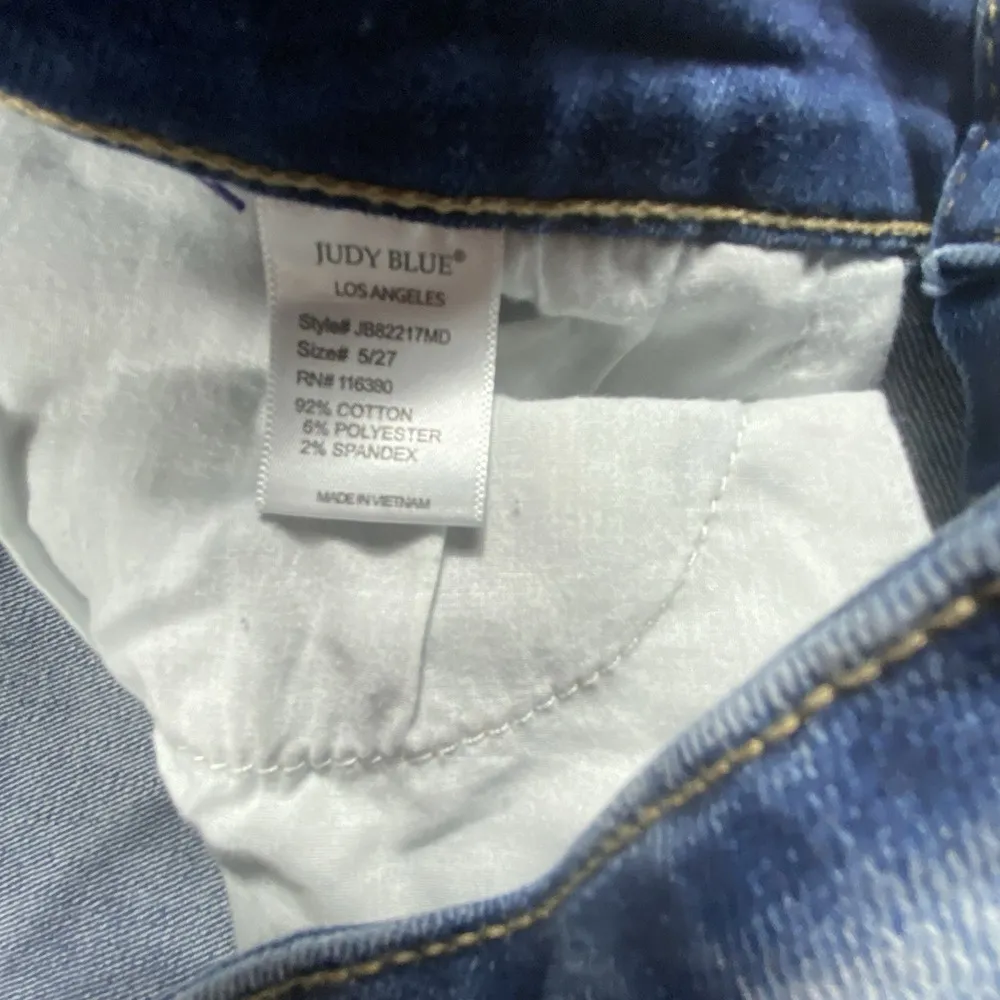 JUDY BLUE®
LOS ANGELES
Style# JB82217MD
Size# 5/27
RN# 116380
92% COTTON
6% POLYESTER
2% SPANDEX
MADE IN VIETNAM